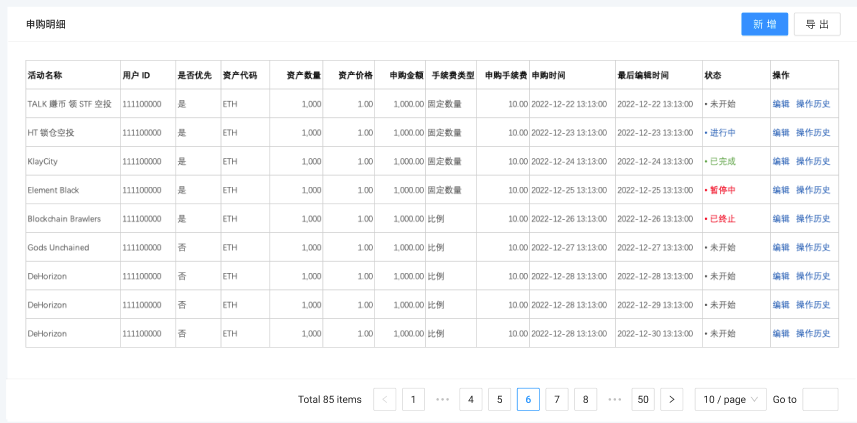 申购明细 新 增 导 出
活动名称 用户 ID 是否优先 资产代码 资产数量 资产价格 申购金额 手续费类型 申购手续费 申购时间 最后编辑时间 状态 操作
TALK 赚币 领 STF 空投 111100000 是 ETH 1,000 1.00 1,000.00 固定数量 10.00 2022-12-22 13:13:00 2022-12-22 13:13:00 • 未开始 编辑 操作历史
HT 锁仓空投 111100000 是 ETH 1,000 1.00 1,000.00 固定数量 10.00 2022-12-23 13:13:00 2022-12-23 13:13:00 • 进行中 编辑 操作历史
KlayCity 111100000 是 ETH 1,000 1.00 1,000.00 固定数量 10.00 2022-12-24 13:13:00 2022-12-24 13:13:00 • 已完成 编辑 操作历史
Element Black 111100000 是 ETH 1,000 1.00 1,000.00 固定数量 10.00 2022-12-25 13:13:00 2022-12-25 13:13:00 • 暂停中 编辑 操作历史
Blockchain Brawlers 111100000 是 ETH 1,000 1.00 1,000.00 比例 10.00 2022-12-26 13:13:00 2022-12-26 13:13:00 • 已终止 编辑 操作历史
Gods Unchained 111100000 否 ETH 1,000 1.00 1,000.00 比例 10.00 2022-12-27 13:13:00 2022-12-27 13:13:00 • 未开始 编辑 操作历史
DeHorizon 111100000 否 ETH 1,000 1.00 1,000.00 比例 10.00 2022-12-28 13:13:00 2022-12-28 13:13:00 • 未开始 编辑 操作历史
DeHorizon 111100000 否 ETH 1,000 1.00 1,000.00 比例 10.00 2022-12-28 13:13:00 2022-12-29 13:13:00 • 未开始 编辑 操作历史
DeHorizon 111100000 否 ETH 1,000 1.00 1,000.00 比例 10.00 2022-12-28 13:13:00 2022-12-30 13:13:00 • 未开始 编辑 操作历史
Total 85 items < 1 ••• 4 5 6 7 8 ••• 50 > 10 / page Go to